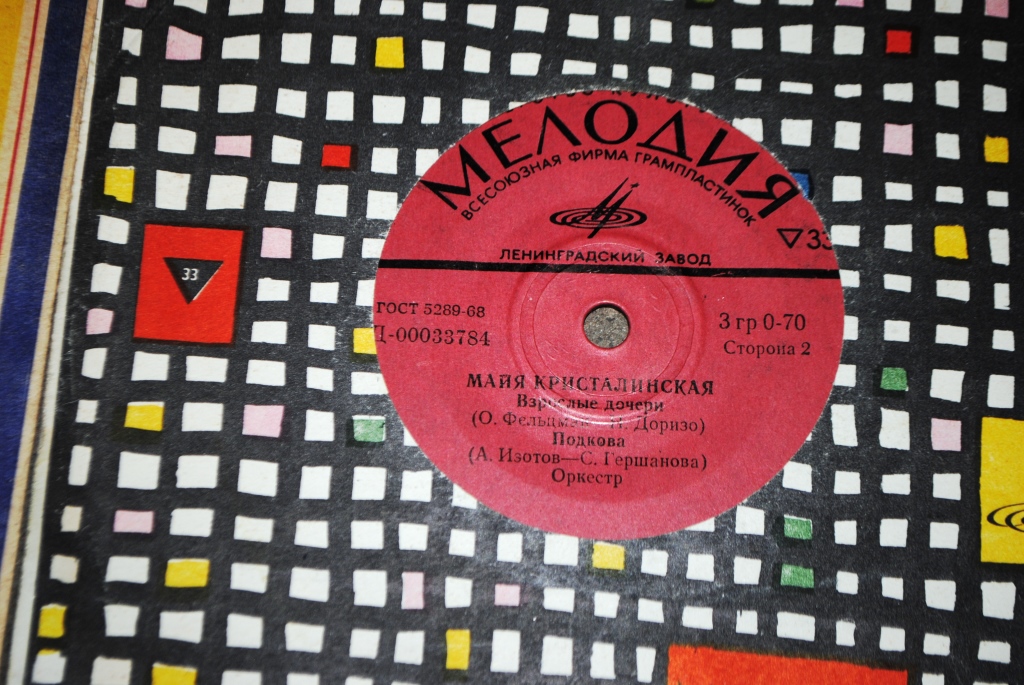 МЕЛОДИЯ
ВСЕСОЮЗНАЯ ФИРМА ГРАМПЛАСТИНОК
33
ЛЕНИНГРАДСКИЙ ЗАВОД
33
ГОСТ 5289-68
Д-00033784
3 гр 0-70
Сторона 2
МАЙЯ КРИСТАЛИНСКАЯ
Взрослые дочери
(О. Фельцман Н. Доризо)
Подкова
(А. Изотов—С. Гершанова)
Оркестр